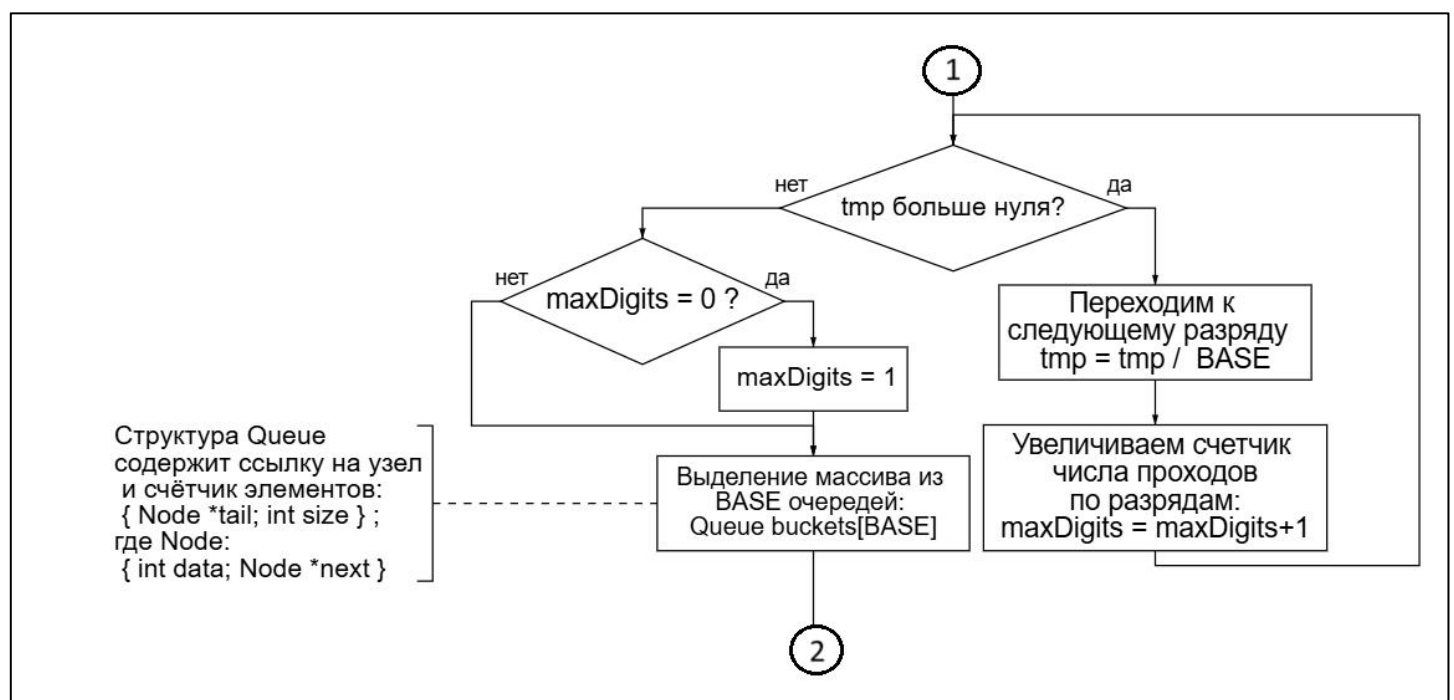 1
tmp больше нуля?
нет
да
maxDigits = 0 ?
нет
да
maxDigits = 1
Переходим к
следующему разряду
tmp = tmp /  BASE
Увеличиваем счетчик
числа проходов
по разрядам:
maxDigits = maxDigits+1
Структура Queue
содержит ссылку на узел
и счётчик элементов:
{ Node *tail; int size } ;
где Node:
{ int data; Node *next }
Выделение массива из
BASE очередей:
Queue buckets[BASE]
2